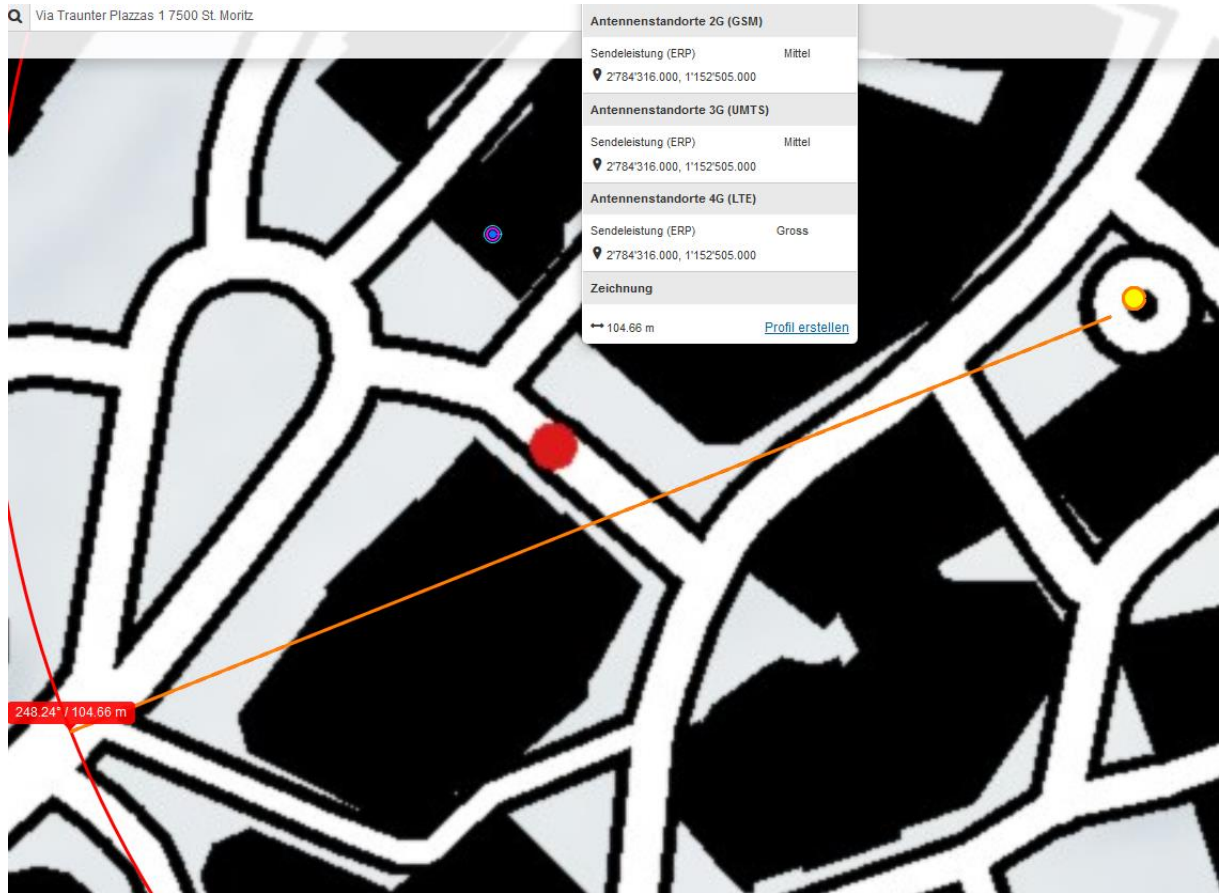 Via Traunter Plazzas 1 7500 St. Moritz
Antennenstandorte 2G (GSM)
Sendeleistung (ERP) Mittel
2'784'316.000, 1'152'505.000
Antennenstandorte 3G (UMTS)
Sendeleistung (ERP) Mittel
2'784'316.000, 1'152'505.000
Antennenstandorte 4G (LTE)
Sendeleistung (ERP) Gross
2'784'316.000, 1'152'505.000
Zeichnung
104.66 m Profil erstellen
248.24° / 104.66 m